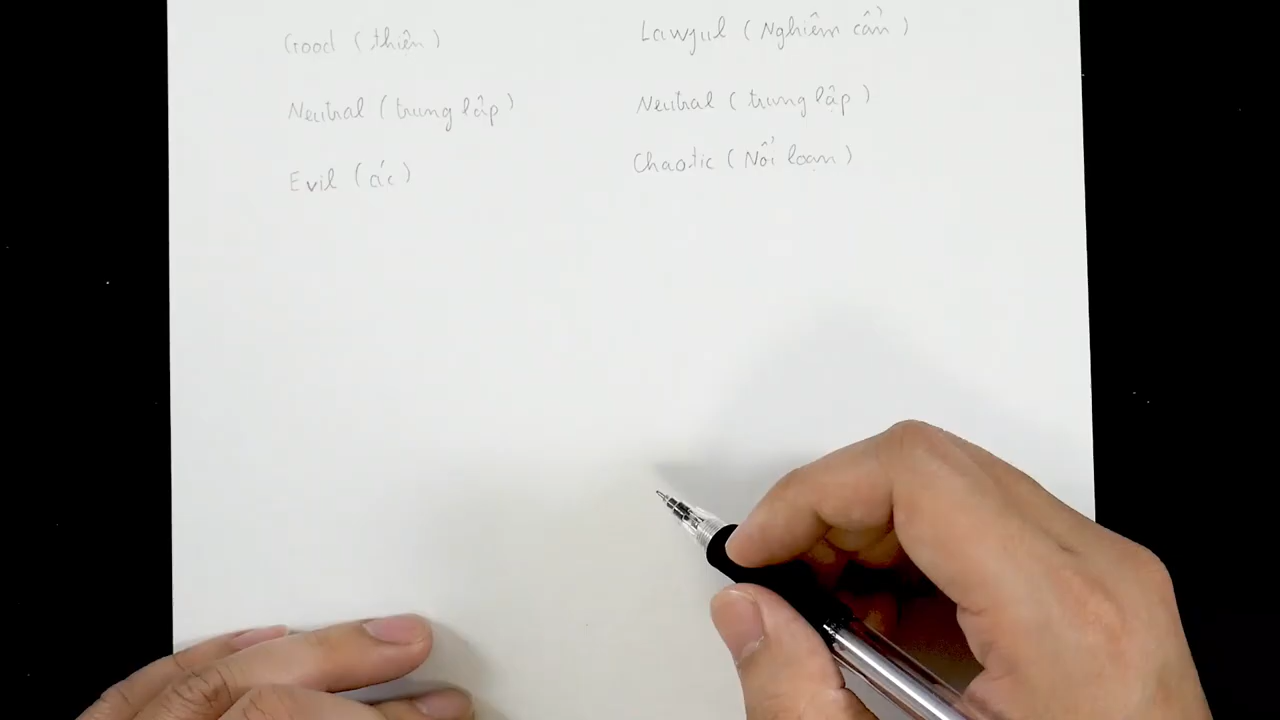 Good (thiện)
Neutral (trung lập)
Evil (ác)
Lawful (Nghiêm cẩn)
Neutral (trung lập)
Chaotic (Nổi loạn)